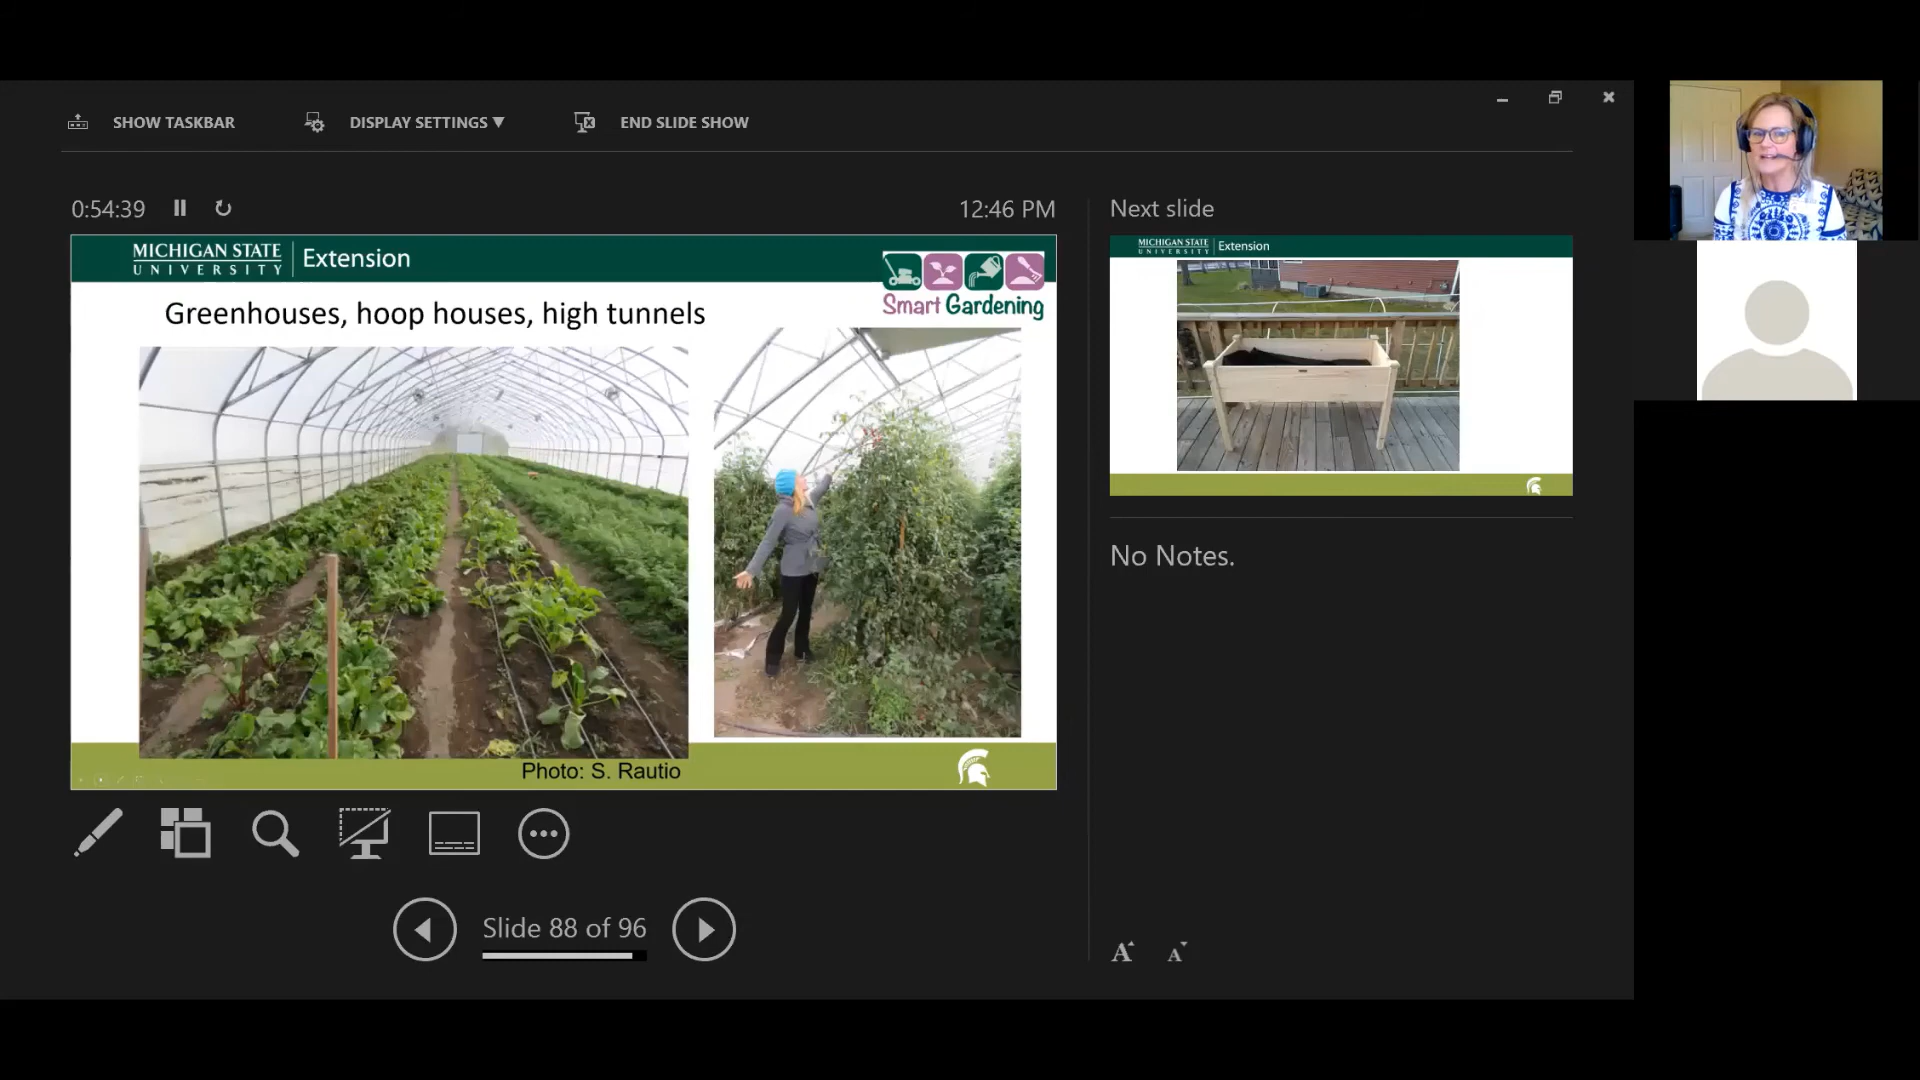 SHOW TASKBAR
DISPLAY SETTINGS
END SLIDE SHOW
0:54:39
12:46 PM
Next slide
MICHIGAN STATE
UNIVERSITY
Extension
Smart Gardening
Greenhouses, hoop houses, high tunnels
Photo: S. Rautio
MICHIGAN STATE
UNIVERSITY
Extension
No Notes.
Slide 88 of 96
A A